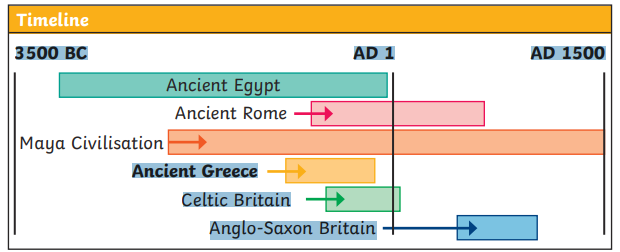 Timeline
3500 BC AD 1 AD 1500
Ancient Egypt
Ancient Rome
Maya Civilisation
Ancient Greece
Celtic Britain
Anglo-Saxon Britain